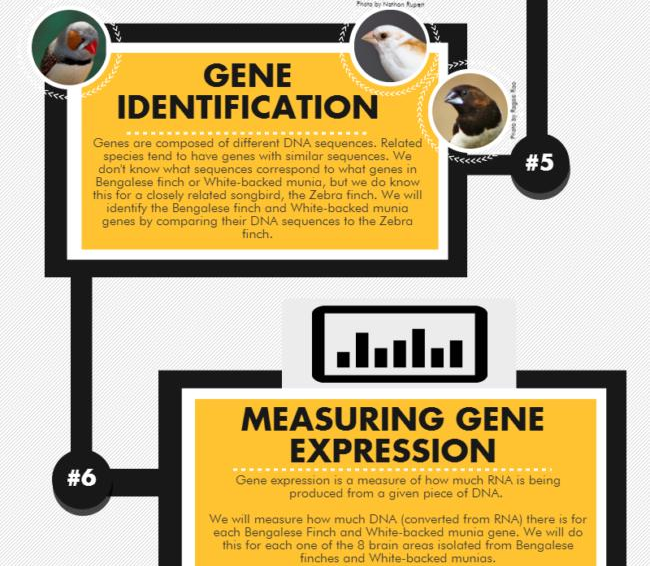 Photo by Nathan Rupert
GENE
IDENTIFICATION
Photo by Ragoo Rao
Genes are composed of different DNA sequences. Related
species tend to have genes with similar sequences. We
don't know what sequences correspond to what genes in
Bengalese finch or White-backed munia, but we do know
this for a closely related songbird, the Zebra finch. We will
identify the Bengalese finch and White-backed munia
genes by comparing their DNA sequences to the Zebra
finch.
#5
MEASURING GENE
EXPRESSION
#6
Gene expression is a measure of how much RNA is being
produced from a given piece of DNA.
We will measure how much DNA (converted from RNA) there is for
each Bengalese Finch and White-backed munia gene. We will do
this for each one of the 8 brain areas isolated from Bengalese
finches and White-backed munias.